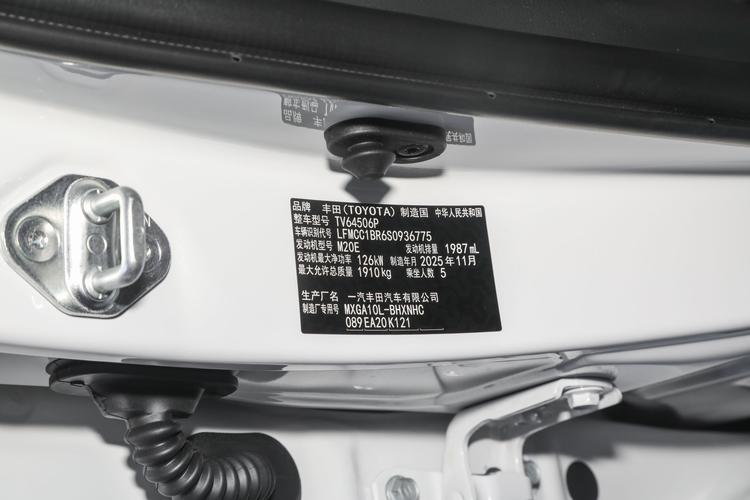 品牌 丰田(TOYOTA) 制造国 中华人民共和国
整车型号 TV64506P
车辆识别代号 LFMCC1BR6S0936775
发动机型号 M20E 发动机排量 1987 mL
发动机最大净功率 126kW 制造年月 2025年11月
最大允许总质量 1910kg 乘坐人数 5
生产厂名 一汽丰田汽车有限公司
制造厂专用号 MXGA10L-BHXNHC
089EA20K121